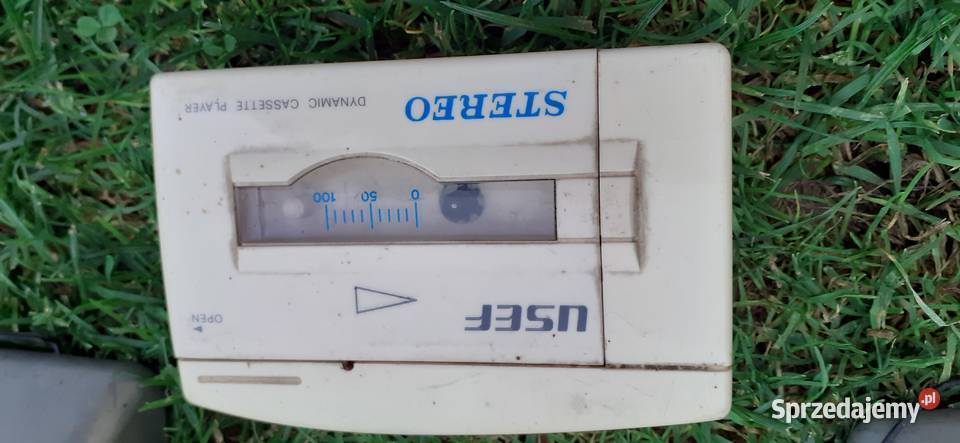 USEF
OPEN
0 50 100
STEREO
DYNAMIC CASSETTE PLAYER
Sprzedajemy.pl